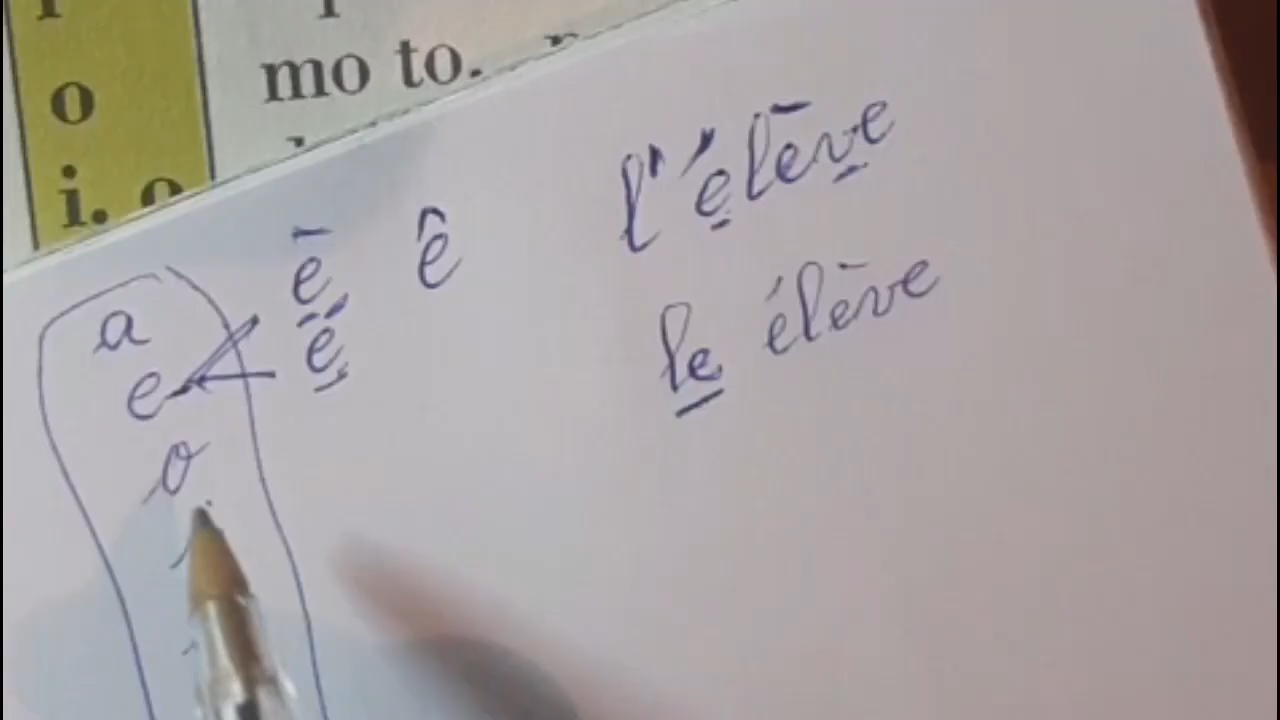 o
mo to.
i. o
l'élève
ē ê
a é
le élève
e
o